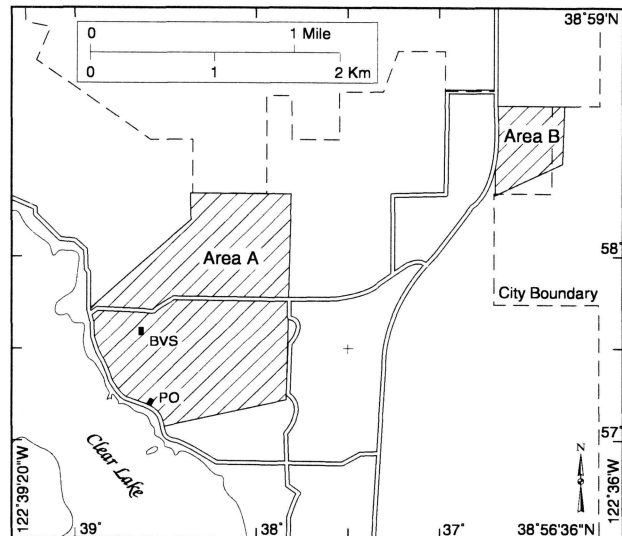 38°59'N
0 1 Mile
0 1 2 Km
Area B
Area A
58'
City Boundary
BVS
PO
Clear Lake
57'
N
122°39'20"W
122°36'W
39' 38' 37' 38°56'36"N